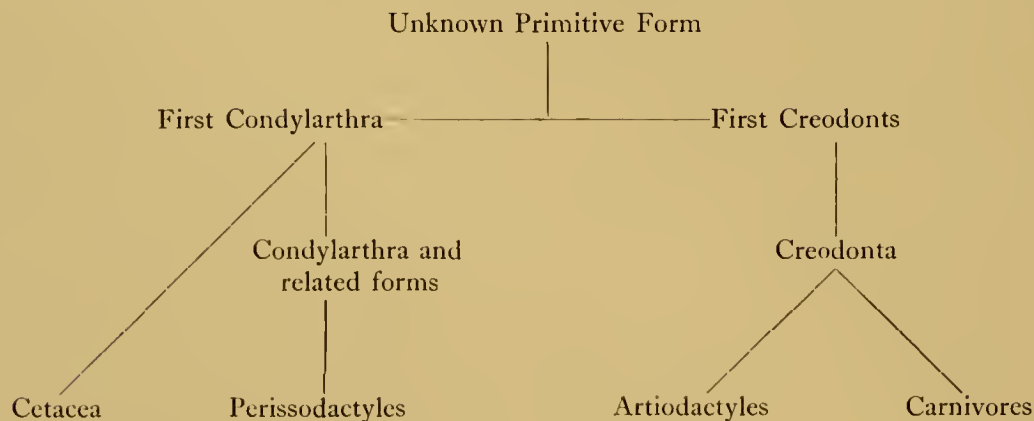 Unknown Primitive Form
First Condylarthra
First Creodonts
Condylarthra and
related forms
Creodonta
Cetacea
Perissodactyles
Artiodactyles
Carnivores